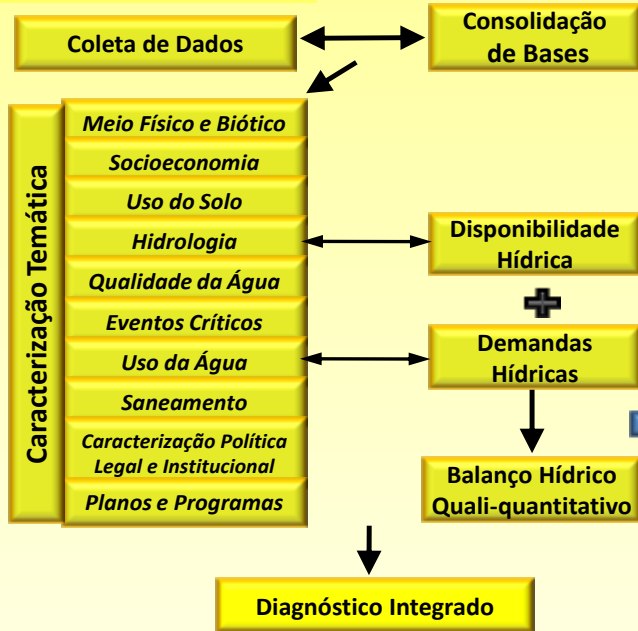 Coleta de Dados
Consolidação
de Bases
Caracterização Temática
Meio Físico e Biótico
Socioeconomia
Uso do Solo
Hidrologia
Qualidade da Água
Eventos Críticos
Uso da Água
Saneamento
Caracterização Política
Legal e Institucional
Planos e Programas
Disponibilidade
Hídrica
Demandas
Hídricas
Balanço Hídrico
Quali-quantitativo
Diagnóstico Integrado